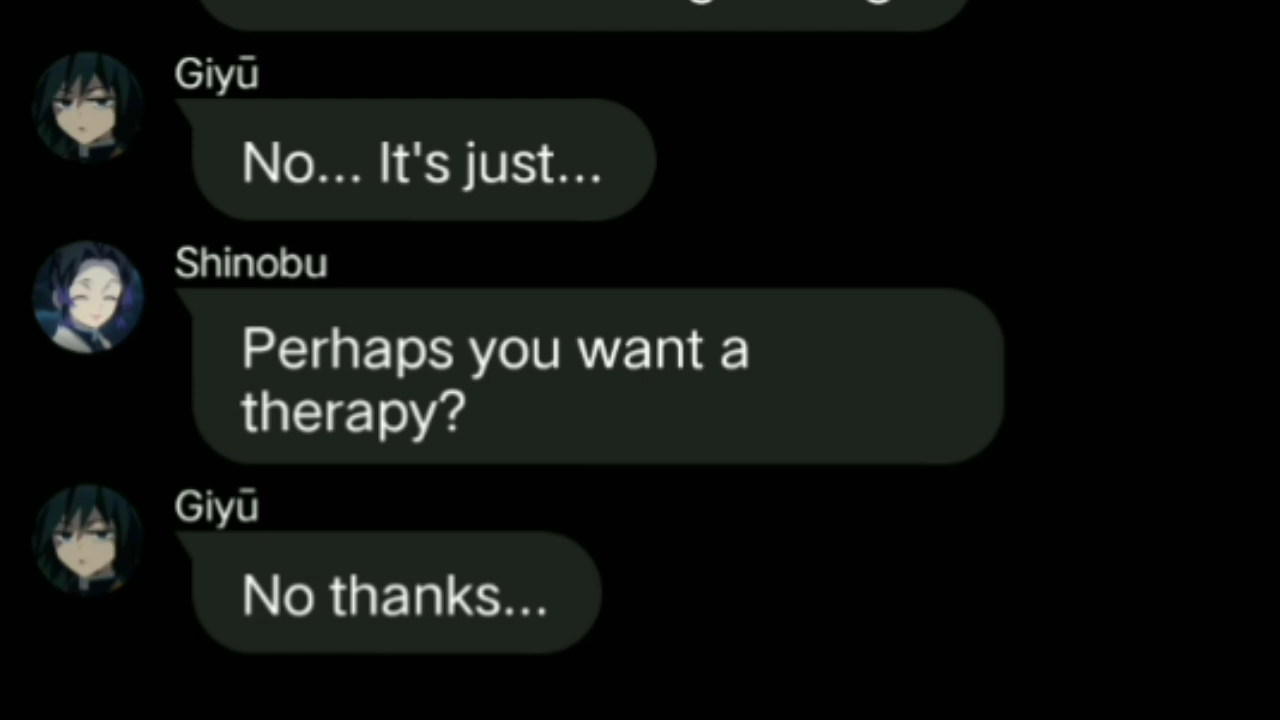 Giyū
No... It's just...
Shinobu
Perhaps you want a
therapy?
Giyū
No thanks...